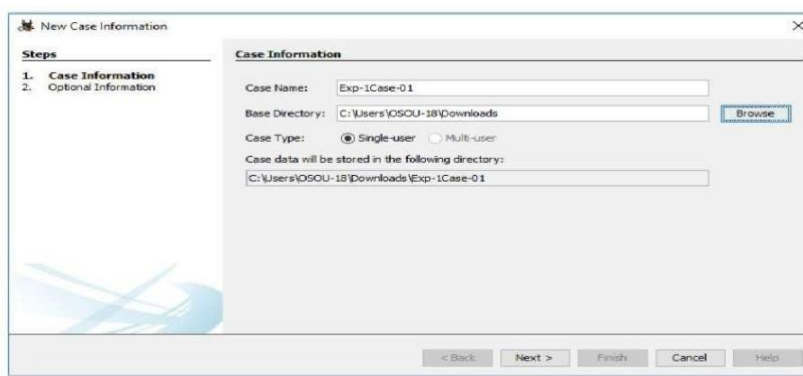 New Case Information
Steps
1. Case Information
2. Optional Information
Case Information
Case Name: Exp-1Case-01
Base Directory: C:\Users\OSOU-18\Downloads Browse
Case Type: Single-user Multi-user
Case data will be stored in the following directory:
C:\Users\OSOU-18\Downloads\Exp-1Case-01
< Back Next > Finish Cancel Help